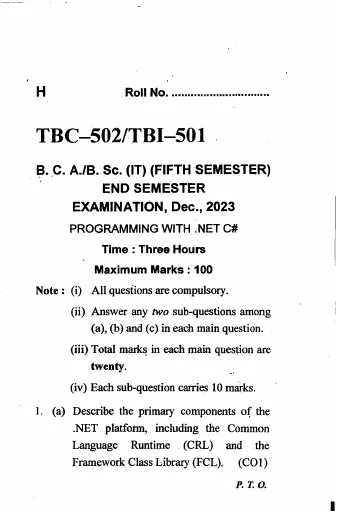 H Roll No. ..............................
TBC–502/TBI–501
B. C. A./B. Sc. (IT) (FIFTH SEMESTER)
END SEMESTER
EXAMINATION, Dec., 2023
PROGRAMMING WITH .NET C#
Time : Three Hours
Maximum Marks : 100
Note : (i) All questions are compulsory.
(ii) Answer any two sub-questions among
(a), (b) and (c) in each main question.
(iii) Total marks in each main question are
twenty.
(iv) Each sub-question carries 10 marks.
1. (a) Describe the primary components of the
.NET platform, including the Common
Language Runtime (CRL) and the
Framework Class Library (FCL). (CO1)
P. T. O.